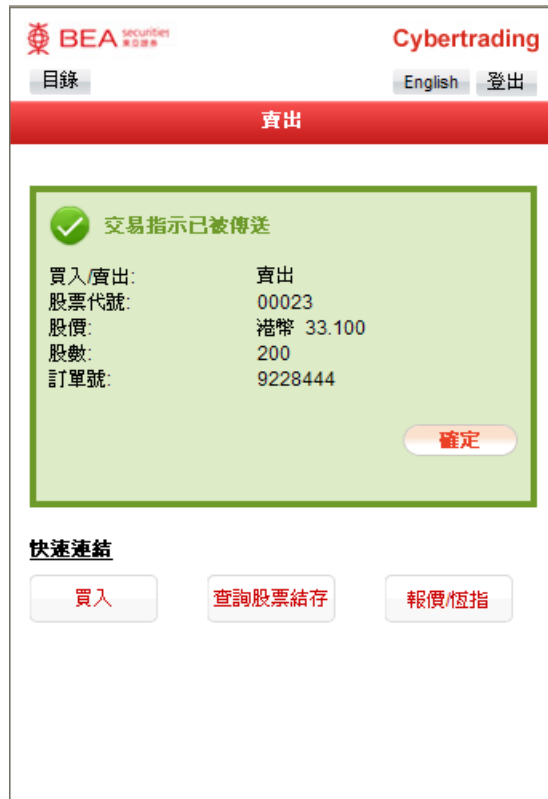 BEA securities 東亞證券
Cybertrading
目錄 English 登出
賣出
交易指示已被傳送
買入/賣出: 賣出
股票代號: 00023
股價: 港幣 33.100
股數: 200
訂單號: 9228444
確定
快速連結
買入 查詢股票結存 報價/恆指